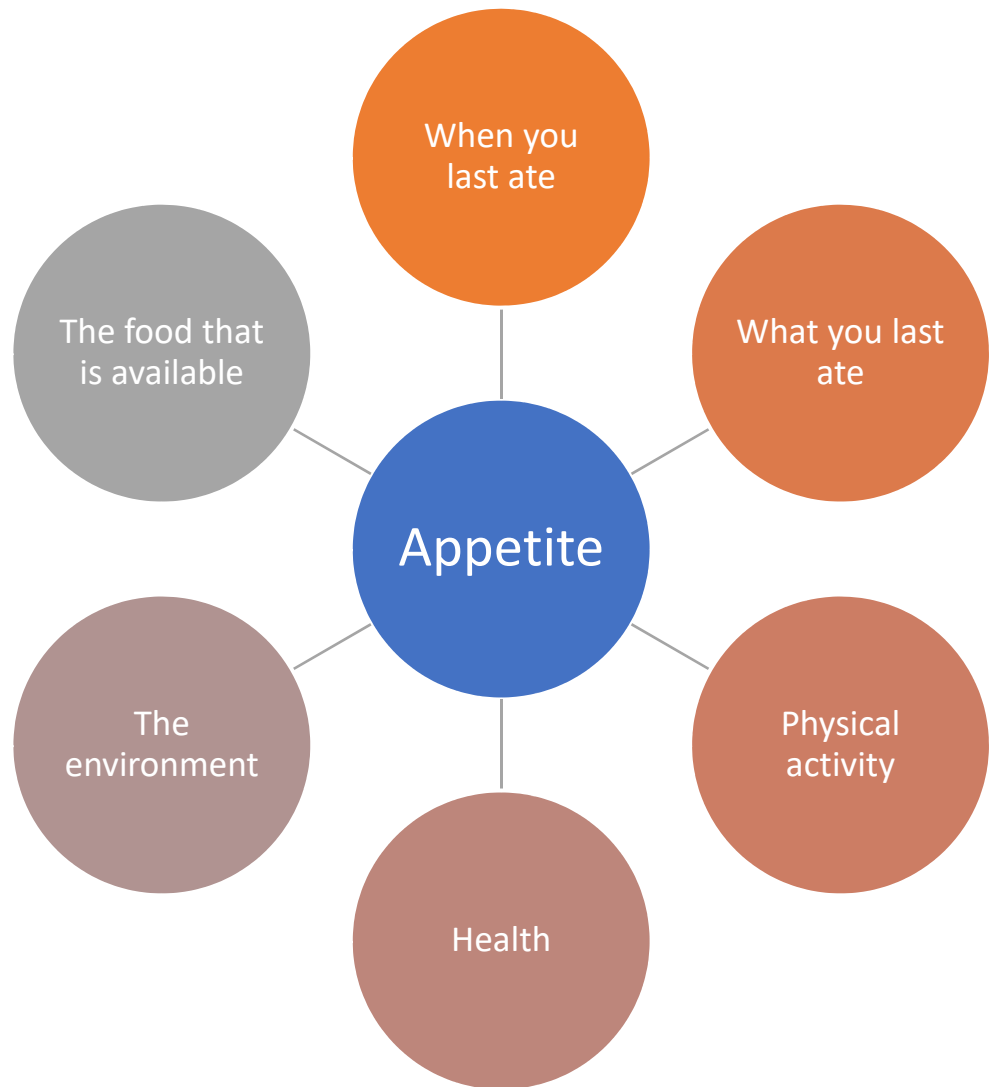 When you
last ate
The food that
is available
What you last
ate
Appetite
The
environment
Physical
activity
Health